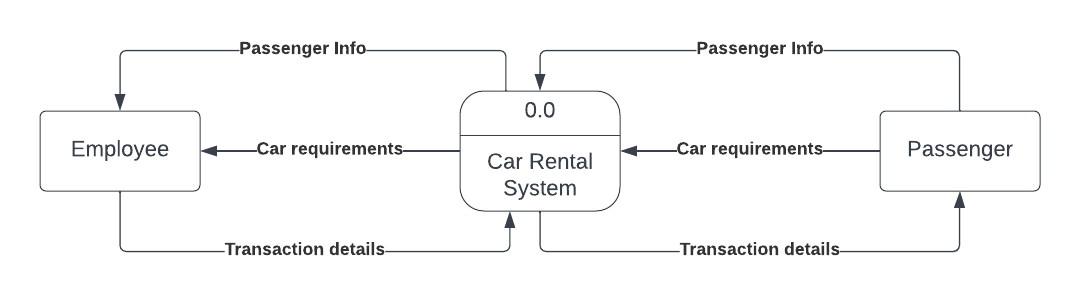 Passenger Info
Passenger Info
0.0
Employee
Car requirements
Car Rental
System
Car requirements
Passenger
Transaction details
Transaction details